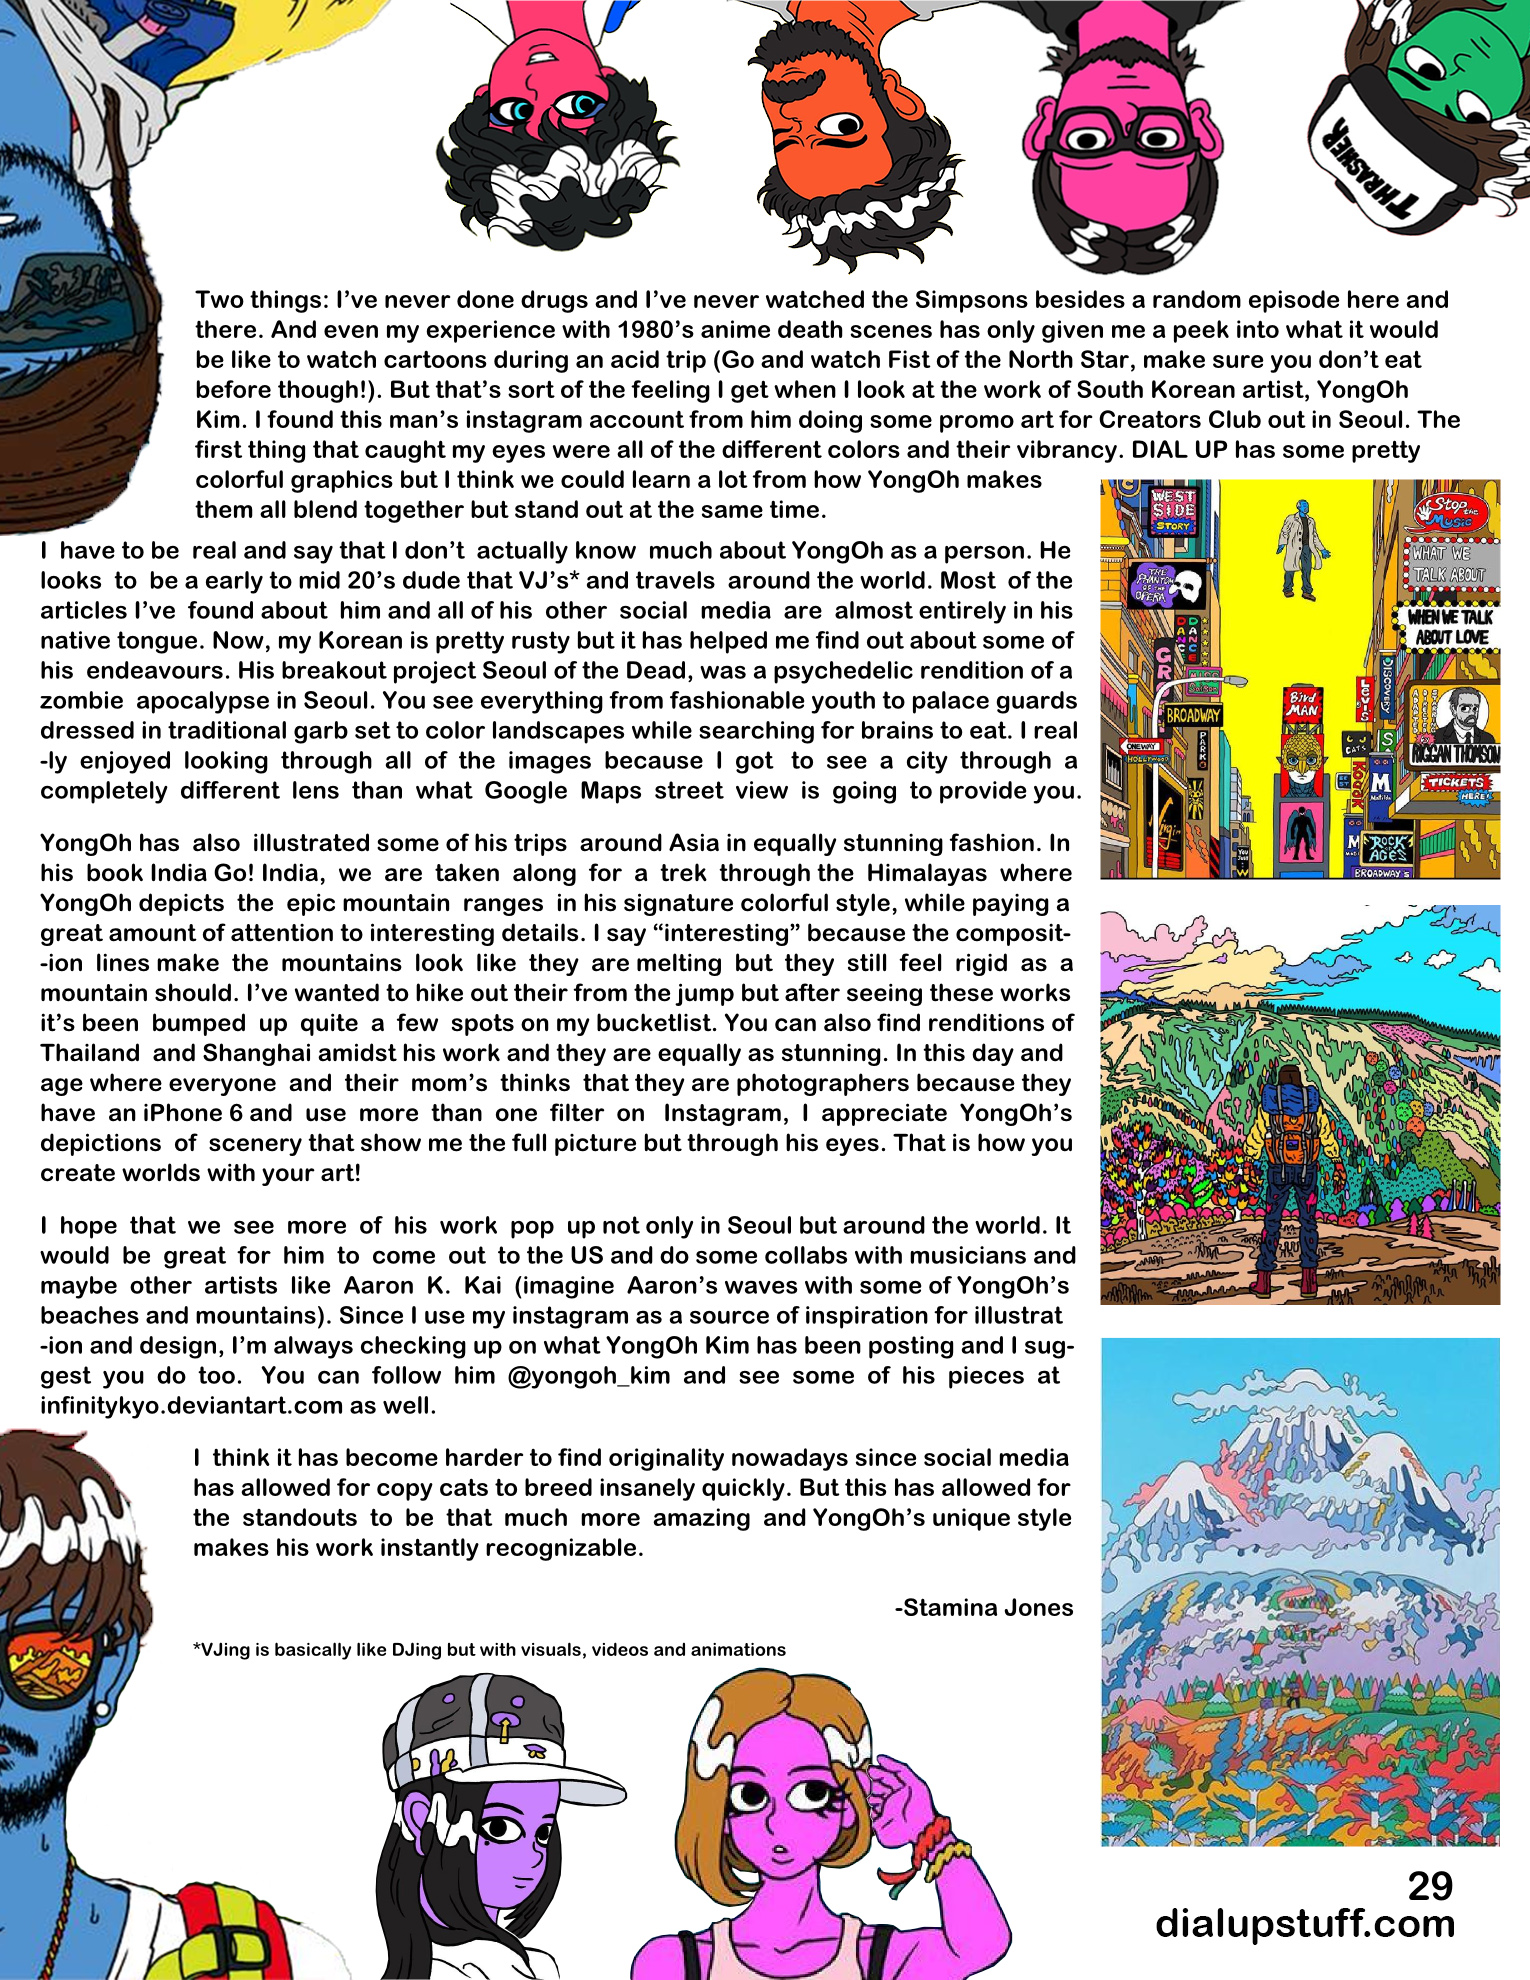 THRASHER
Two things: I've never done drugs and I've never watched the Simpsons besides a random episode here and
there. And even my experience with 1980's anime death scenes has only given me a peek into what it would
be like to watch cartoons during an acid trip (Go and watch Fist of the North Star, make sure you don't eat
before though!). But that's sort of the feeling I get when I look at the work of South Korean artist, YongOh
Kim. I found this man's instagram account from him doing some promo art for Creators Club out in Seoul. The
first thing that caught my eyes were all of the different colors and their vibrancy. DIAL UP has some pretty
colorful graphics but I think we could learn a lot from how YongOh makes
them all blend together but stand out at the same time.
I have to be real and say that I don't actually know much about YongOh as a person. He
looks to be a early to mid 20's dude that VJ's* and travels around the world. Most of the
articles I've found about him and all of his other social media are almost entirely in his
native tongue. Now, my Korean is pretty rusty but it has helped me find out about some of
his endeavours. His breakout project Seoul of the Dead, was a psychedelic rendition of a
zombie apocalypse in Seoul. You see everything from fashionable youth to palace guards
dressed in traditional garb set to color landscapes while searching for brains to eat. I real
-ly enjoyed looking through all of the images because I got to see a city through a
completely different lens than what Google Maps street view is going to provide you.
YongOh has also illustrated some of his trips around Asia in equally stunning fashion. In
his book India Go! India, we are taken along for a trek through the Himalayas where
YongOh depicts the epic mountain ranges in his signature colorful style, while paying a
great amount of attention to interesting details. I say “interesting” because the composit-
-ion lines make the mountains look like they are melting but they still feel rigid as a
mountain should. I've wanted to hike out their from the jump but after seeing these works
it's been bumped up quite a few spots on my bucketlist. You can also find renditions of
Thailand and Shanghai amidst his work and they are equally as stunning. In this day and
age where everyone and their mom's thinks that they are photographers because they
have an iPhone 6 and use more than one filter on Instagram, I appreciate YongOh's
depictions of scenery that show me the full picture but through his eyes. That is how you
create worlds with your art!
I hope that we see more of his work pop up not only in Seoul but around the world. It
would be great for him to come out to the US and do some collabs with musicians and
maybe other artists like Aaron K. Kai (imagine Aaron's waves with some of YongOh's
beaches and mountains). Since I use my instagram as a source of inspiration for illustrat
-ion and design, I'm always checking up on what YongOh Kim has been posting and I sug-
gest you do too. You can follow him @yongoh_kim and see some of his pieces at
infinitykyo.deviantart.com as well.
I think it has become harder to find originality nowadays since social media
has allowed for copy cats to breed insanely quickly. But this has allowed for
the standouts to be that much more amazing and YongOh's unique style
makes his work instantly recognizable.
-Stamina Jones
*VJing is basically like DJing but with visuals, videos and animations
WEST
SIDE
STORY
THE
PHANTOM
OF THE
OPERA
DANCE
DANCE
BROADWAY
PARK
ONE WAY
HOLLYWOOD
Virgin
Bird
MAN
Stop the
Music
WHAT WE
TALK ABOUT
WHEN WE TALK
ABOUT LOVE
DISCOVERY
LEVI'S
CATS
RIGGAN THOMSON
TICKETS
HERE!
M
Matilda
M
ROCK
of
AGES
BROADWAY'S
29
dialupstuff.com